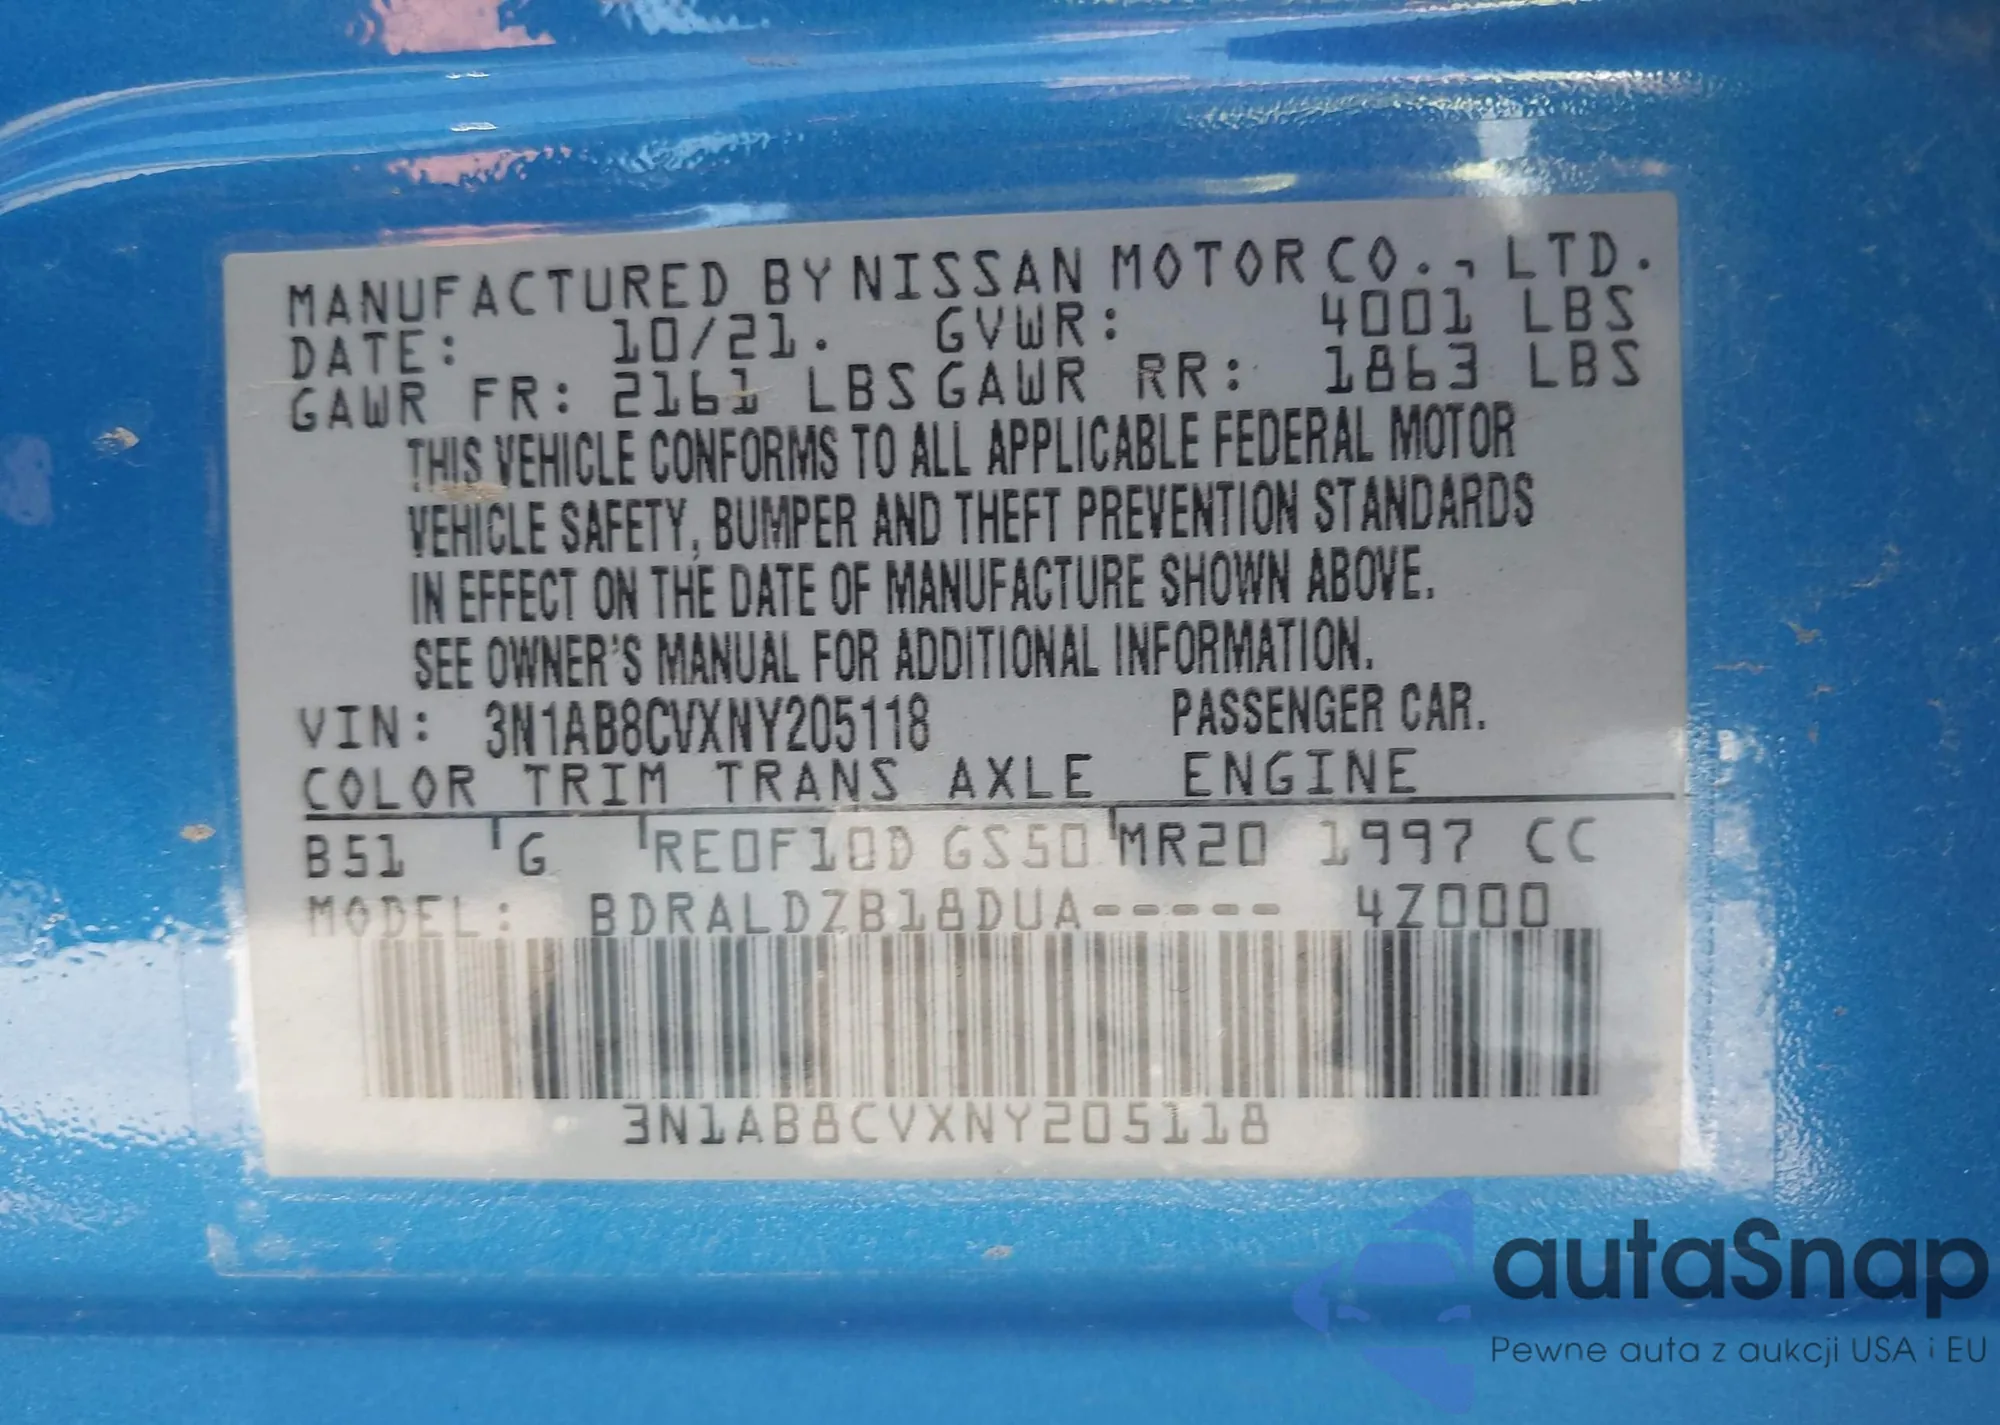 MANUFACTURED BY NISSAN MOTOR CO., LTD.
DATE: 10/21. GVWR: 4001 LBS
GAWR FR: 2161 LBS GAWR RR: 1863 LBS
THIS VEHICLE CONFORMS TO ALL APPLICABLE FEDERAL MOTOR
VEHICLE SAFETY, BUMPER AND THEFT PREVENTION STANDARDS
IN EFFECT ON THE DATE OF MANUFACTURE SHOWN ABOVE.
SEE OWNER'S MANUAL FOR ADDITIONAL INFORMATION.
VIN: 3N1AB8CVXNY205118 PASSENGER CAR.
COLOR TRIM TRANS AXLE ENGINE
B51 G RE0F10D GS50 MR20 1997 CC
MODEL: BDRALDZB18DUA----- 4Z000
3N1AB8CVXNY205118
autaSnap
Pewne auta z aukcji USA i EU